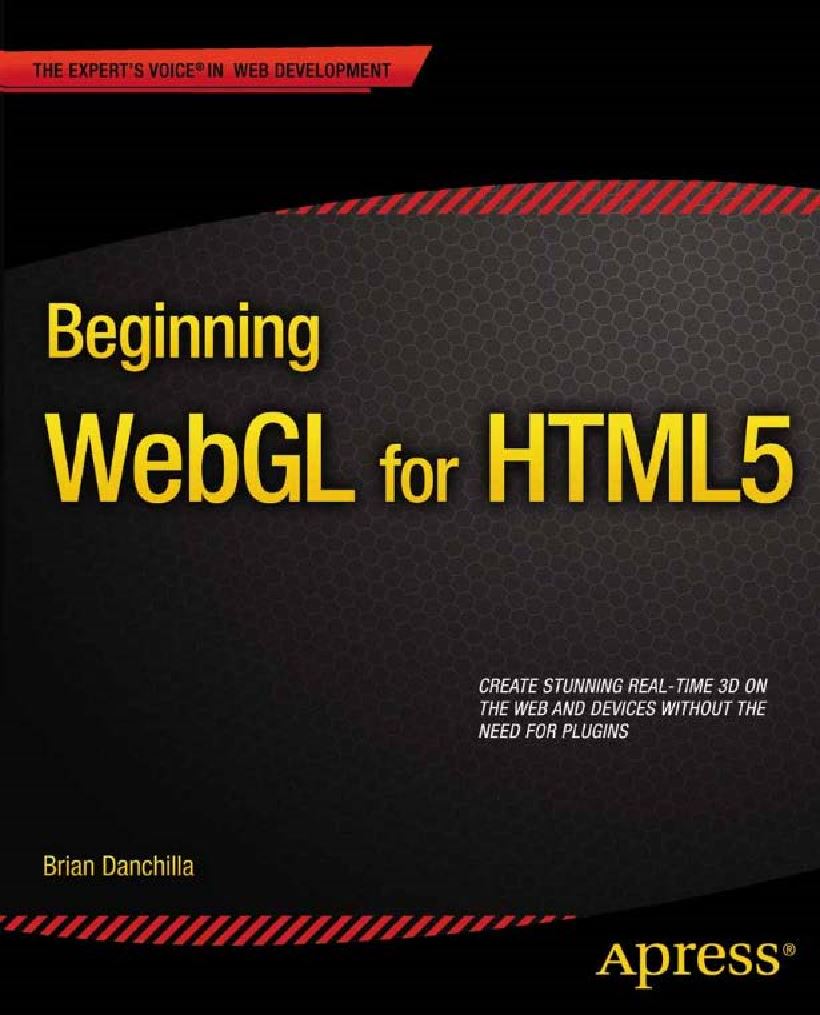 THE EXPERT'S VOICE® IN WEB DEVELOPMENT
Beginning
WebGL for HTML5
CREATE STUNNING REAL-TIME 3D ON
THE WEB AND DEVICES WITHOUT THE
NEED FOR PLUGINS
Brian Danchilla
Apress®